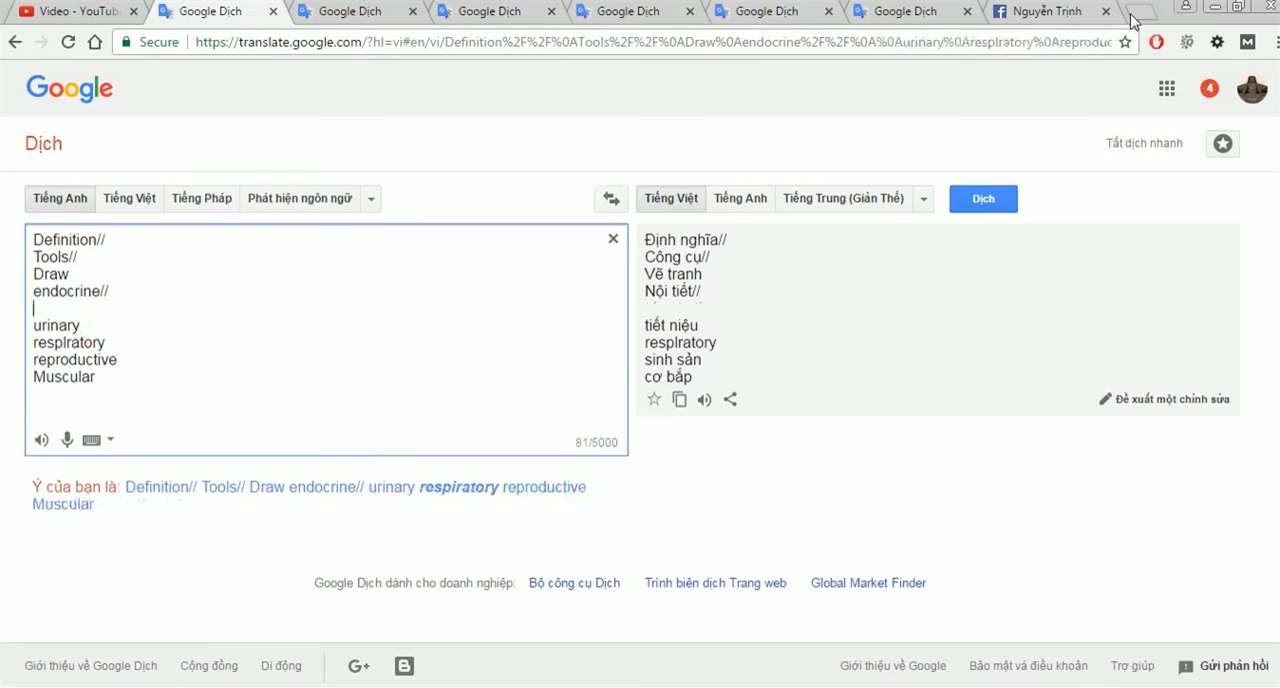 Video - YouTube
Google Dịch
Google Dịch
Google Dịch
Google Dịch
Google Dịch
Google Dịch
Nguyễn Trịnh
Secure
https://translate.google.com/?hl=vi#en/vi/Definition%2F%2F%0ATools%2F%2F%0ADraw%0Aendocrine%2F%2F%0A%0Aurinary%0Aresplratory%0Areproduc
M
Google
4
Dịch
Tắt dịch nhanh
Tiếng Anh Tiếng Việt Tiếng Pháp Phát hiện ngôn ngữ
Tiếng Việt Tiếng Anh Tiếng Trung (Giản Thể) Dịch
Definition//
Tools//
Draw
endocrine//
urinary
resplratory
reproductive
Muscular
81/5000
Định nghĩa//
Công cụ//
Vẽ tranh
Nội tiết//
tiết niệu
resplratory
sinh sản
cơ bắp
Đề xuất một chỉnh sửa
Ý của bạn là: Definition// Tools// Draw endocrine// urinary respiratory reproductive
Muscular
Google Dịch dành cho doanh nghiệp: Bộ công cụ Dịch Trình biên dịch Trang web Global Market Finder
Giới thiệu về Google Dịch Cộng đồng Di động G+ B Giới thiệu về Google Bảo mật và điều khoản Trợ giúp Gửi phản hồi